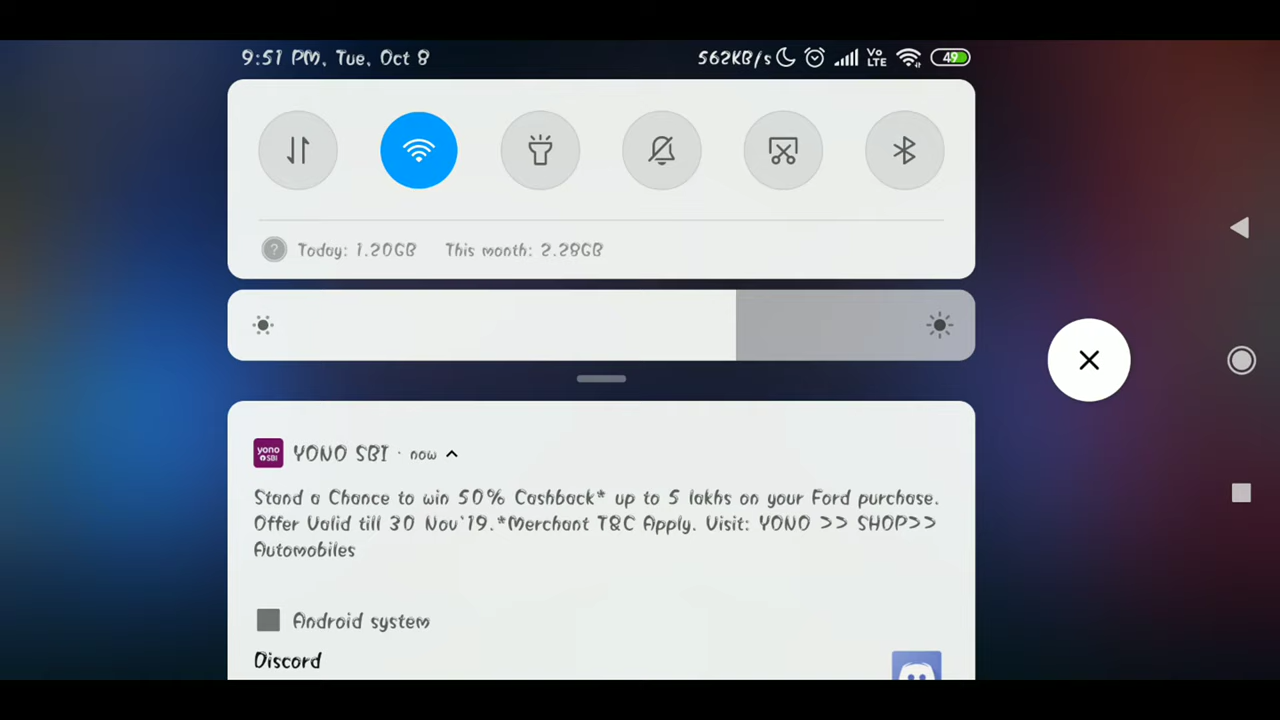 9:51 PM, Tue, Oct 8
562KB/s Vo LTE 49
? Today: 1.20GB This month: 2.28GB
yono SBI YONO SBI · now
Stand a Chance to win 50% Cashback* up to 5 lakhs on your Ford purchase.
Offer Valid till 30 Nov'19.*Merchant T&C Apply. Visit: YONO >> SHOP>>
Automobiles
Android system
Discord